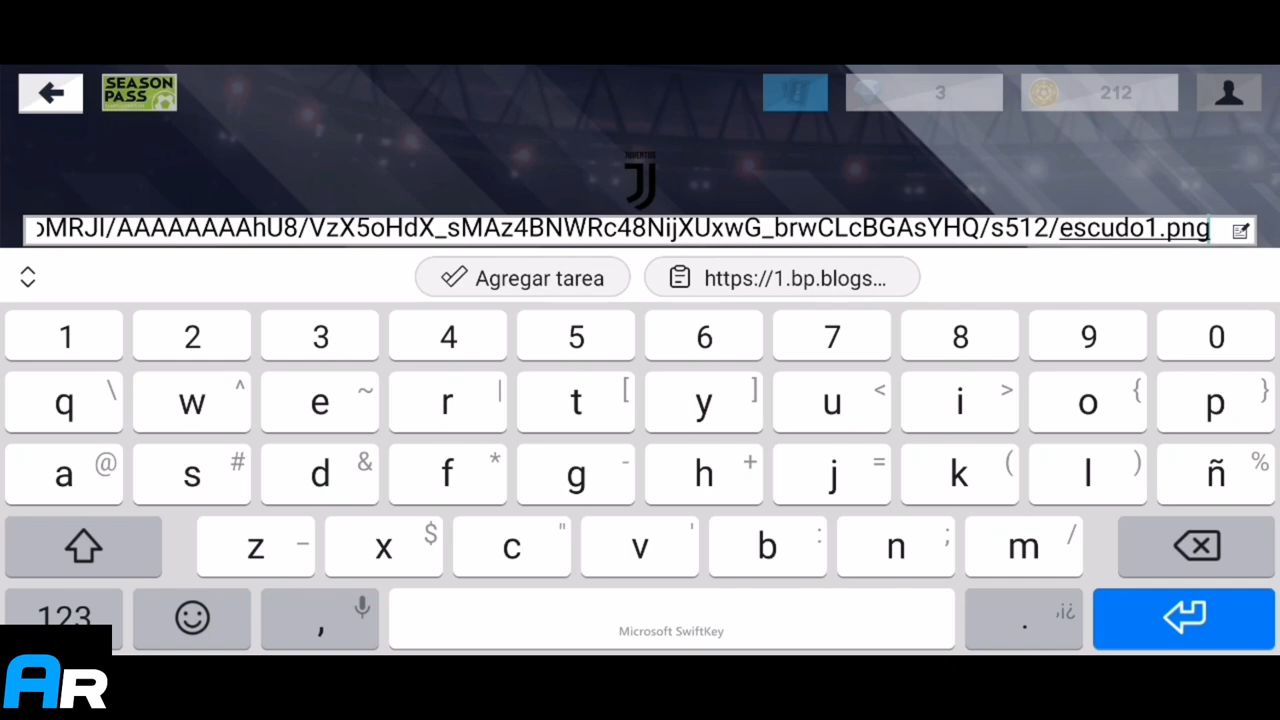 SEASON
PASS
3
212
JUVENTUS
oMRJI/AAAAAAAAhU8/VzX5oHdX_sMAz4BNWRc48NijXUxwG_brwCLcBGAsYHQ/s512/escudo1.png
Agregar tarea
https://1.bp.blogs...
1 2 3 4 5 6 7 8 9 0
q \ w ^ e ~ r | t [ y ] u < i > o { p }
a @ s # d & f * g - h + j = k ( l ) ñ %
z _ x $ c " v ' b : n ; m /
123 , Microsoft SwiftKey . ,i¿
AR